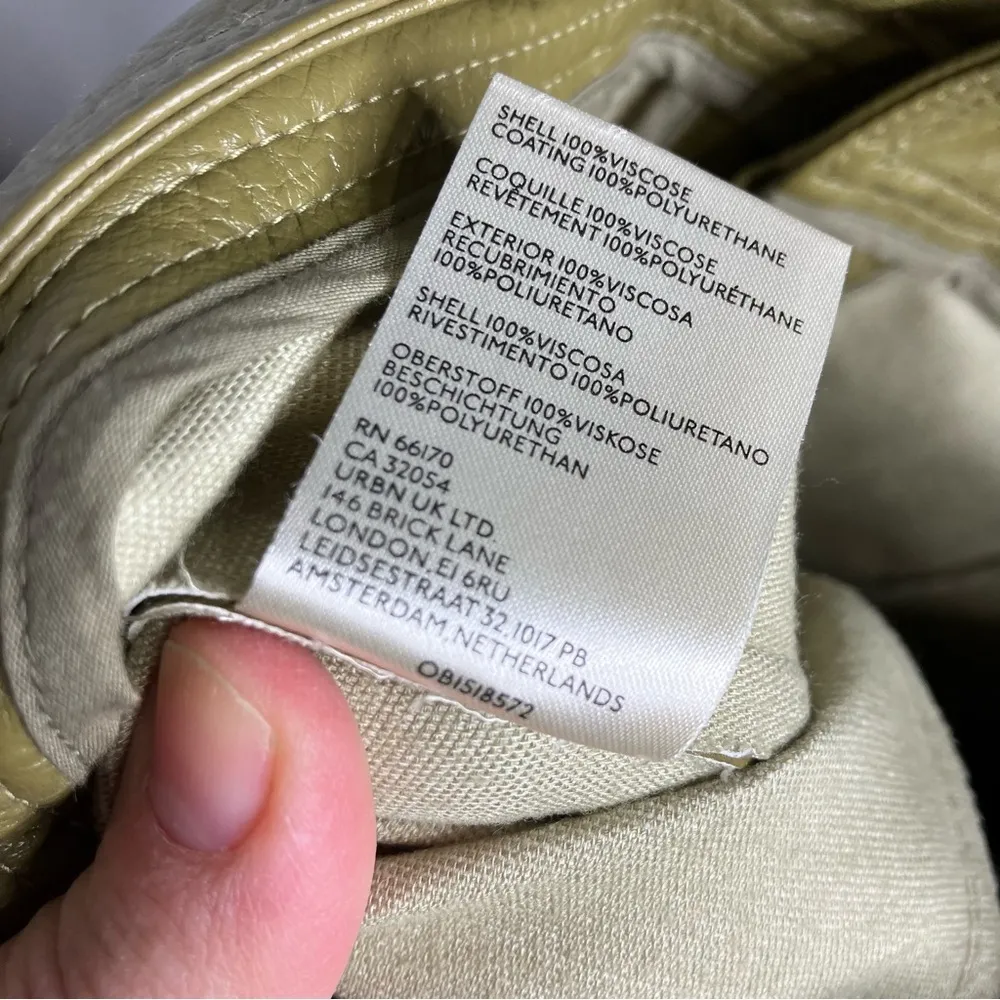 SHELL 100%VISCOSE
COATING 100%POLYURETHANE
COQUILLE 100%VISCOSE
REVÊTEMENT 100%POLYURÉTHANE
EXTERIOR 100%VISCOSA
RECUBRIMIENTO
100%POLIURETANO
SHELL 100%VISCOSA
RIVESTIMENTO 100%POLIURETANO
OBERSTOFF 100%VISKOSE
BESCHICHTUNG
100%POLYURETHAN
RN 66170
CA 32054
URBN UK LTD.
146 BRICK LANE
LONDON, E1 6RU
LEIDSESTRAAT 32, 1017 PB
AMSTERDAM, NETHERLANDS
OB1518572